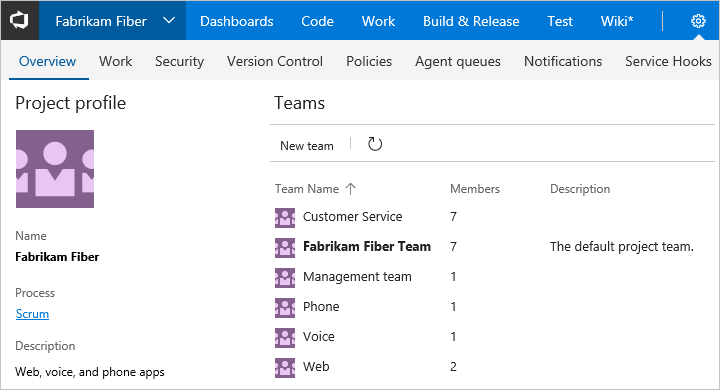 Fabrikam Fiber Dashboards Code Work Build & Release Test Wiki*
Overview Work Security Version Control Policies Agent queues Notifications Service Hooks
Project profile
Name
Fabrikam Fiber
Process
Scrum
Description
Web, voice, and phone apps
Teams
New team
Team Name Members Description
Customer Service 7
Fabrikam Fiber Team 7 The default project team.
Management team 1
Phone 1
Voice 1
Web 2